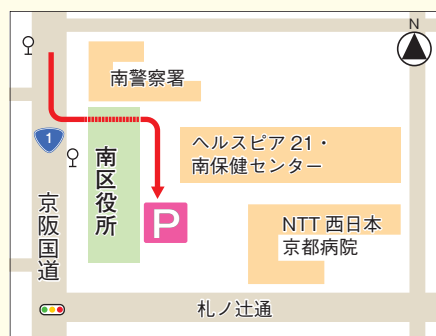 N
南警察署
1
ヘルスピア 21・
南保健センター
南区役所
京阪国道
P
NTT 西日本
京都病院
札ノ辻通